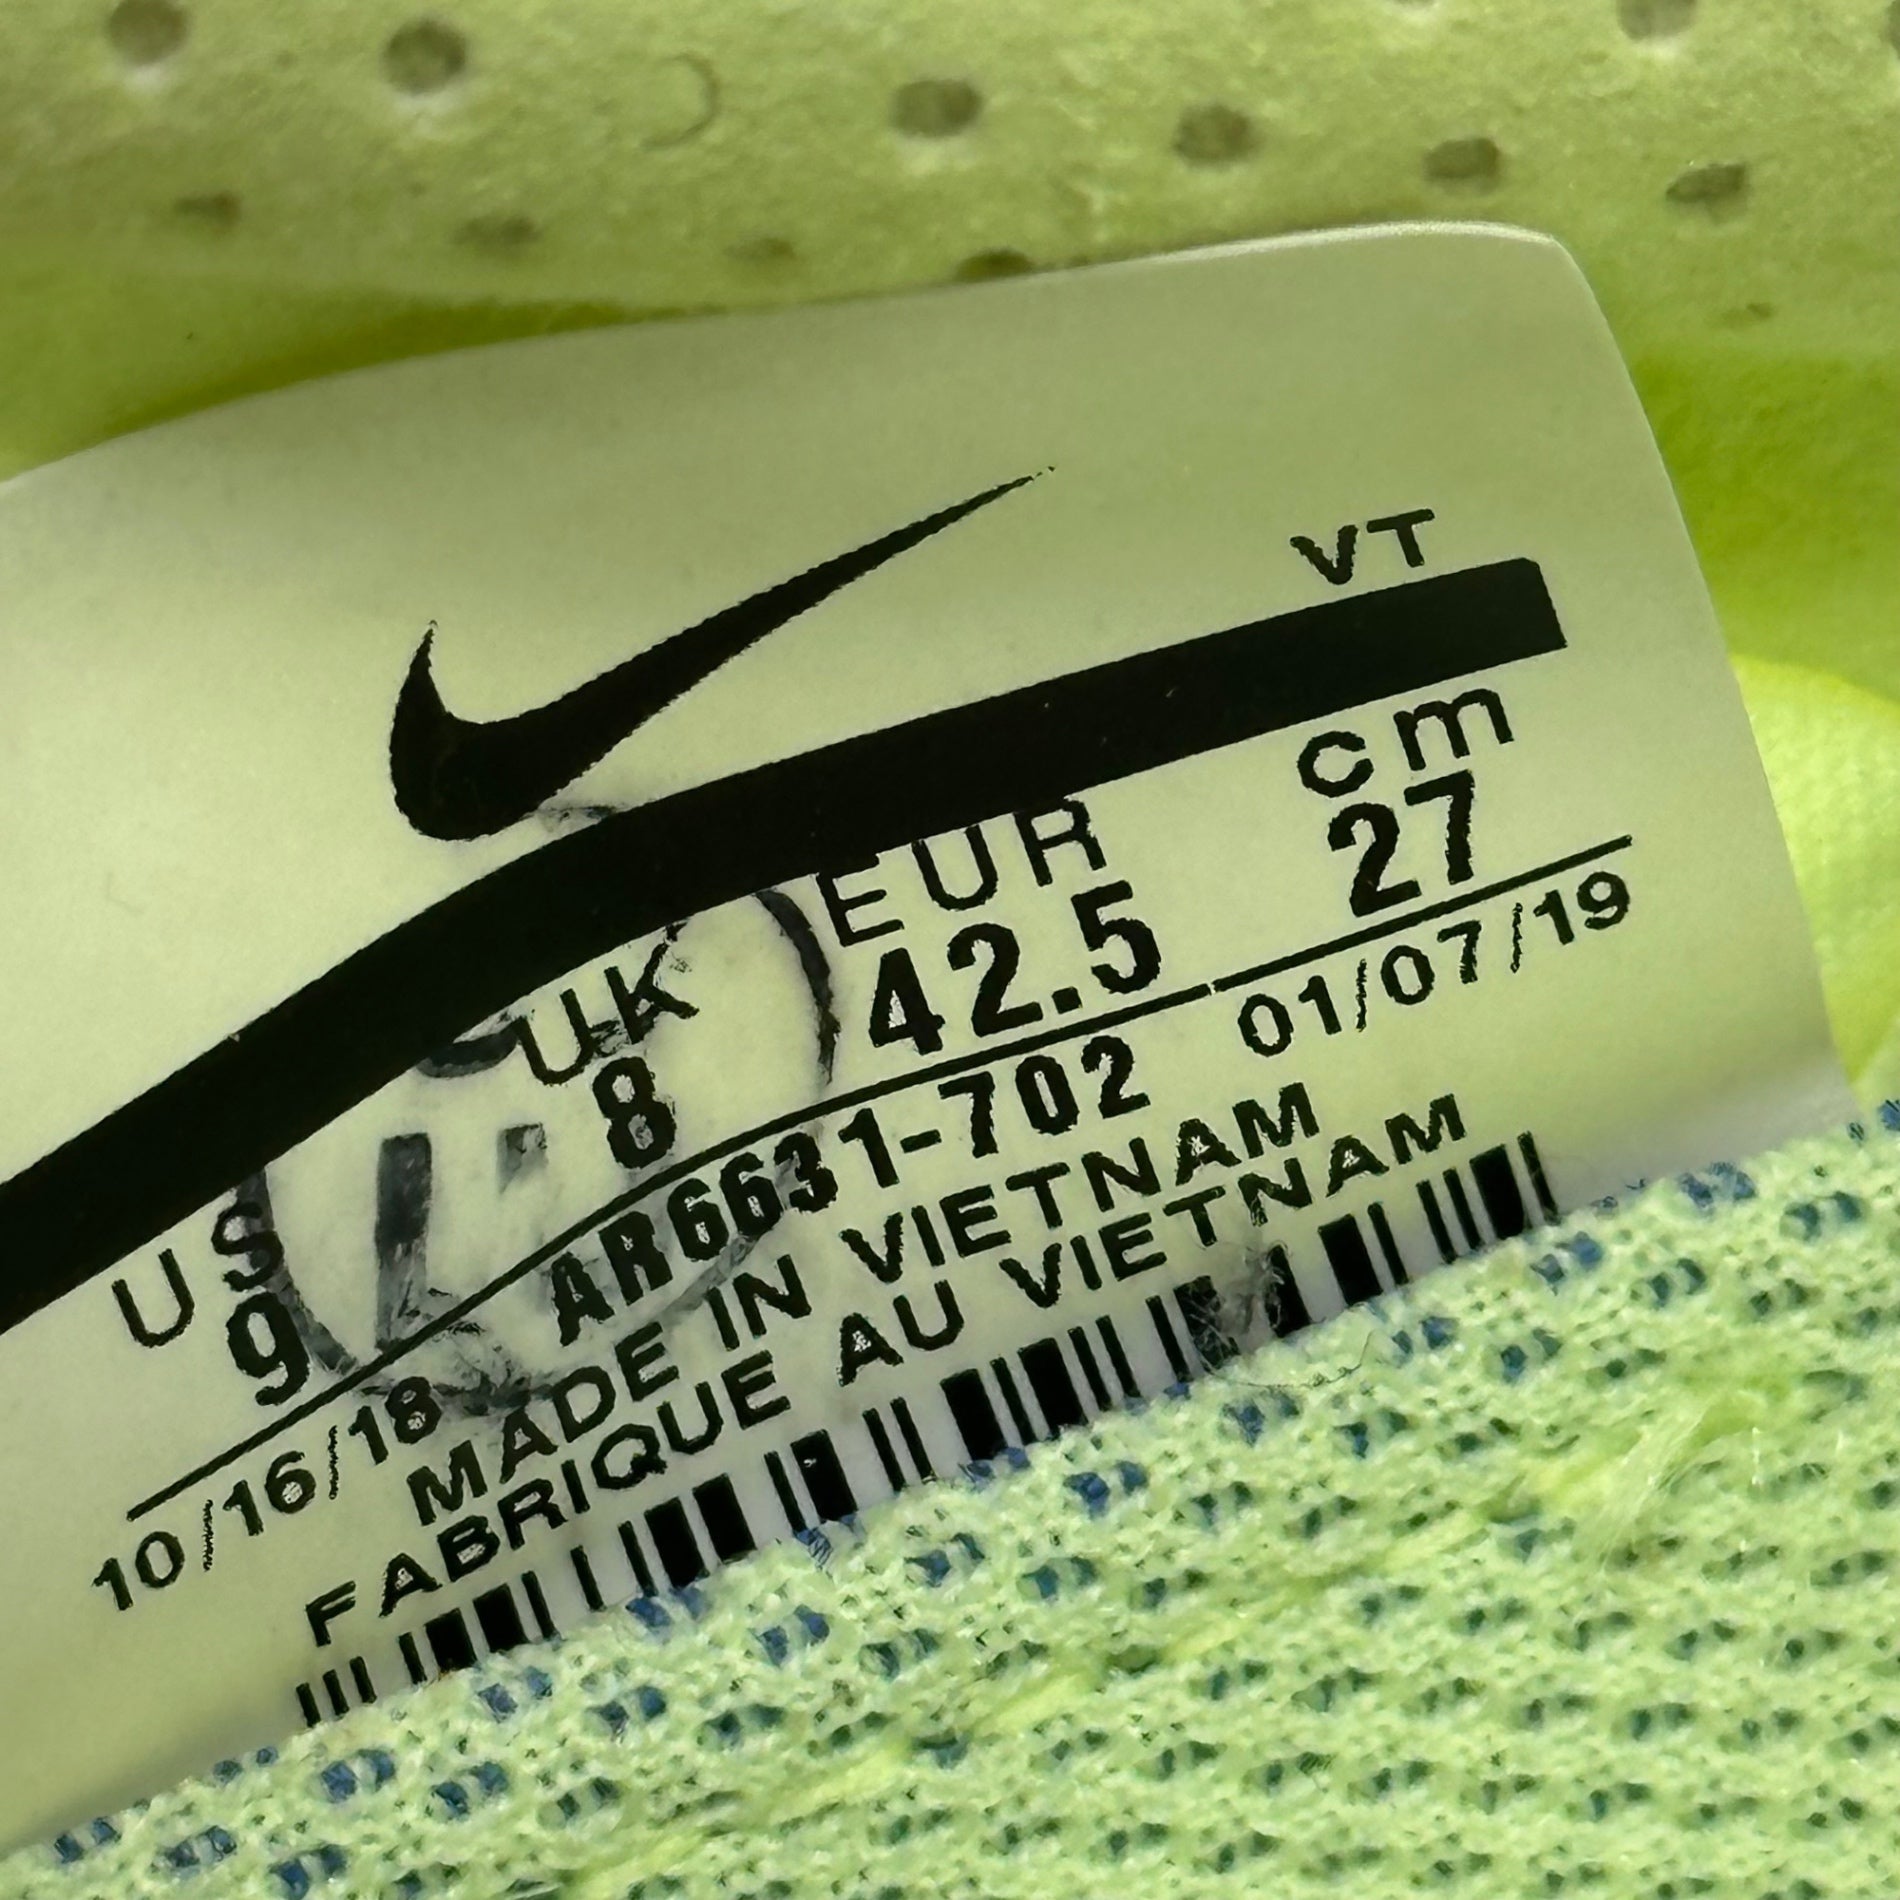 VT
US UK EUR cm
9 8 42.5 27
10/16/18 AR6631-702 01/07/19
MADE IN VIETNAM
FABRIQUE AU VIETNAM